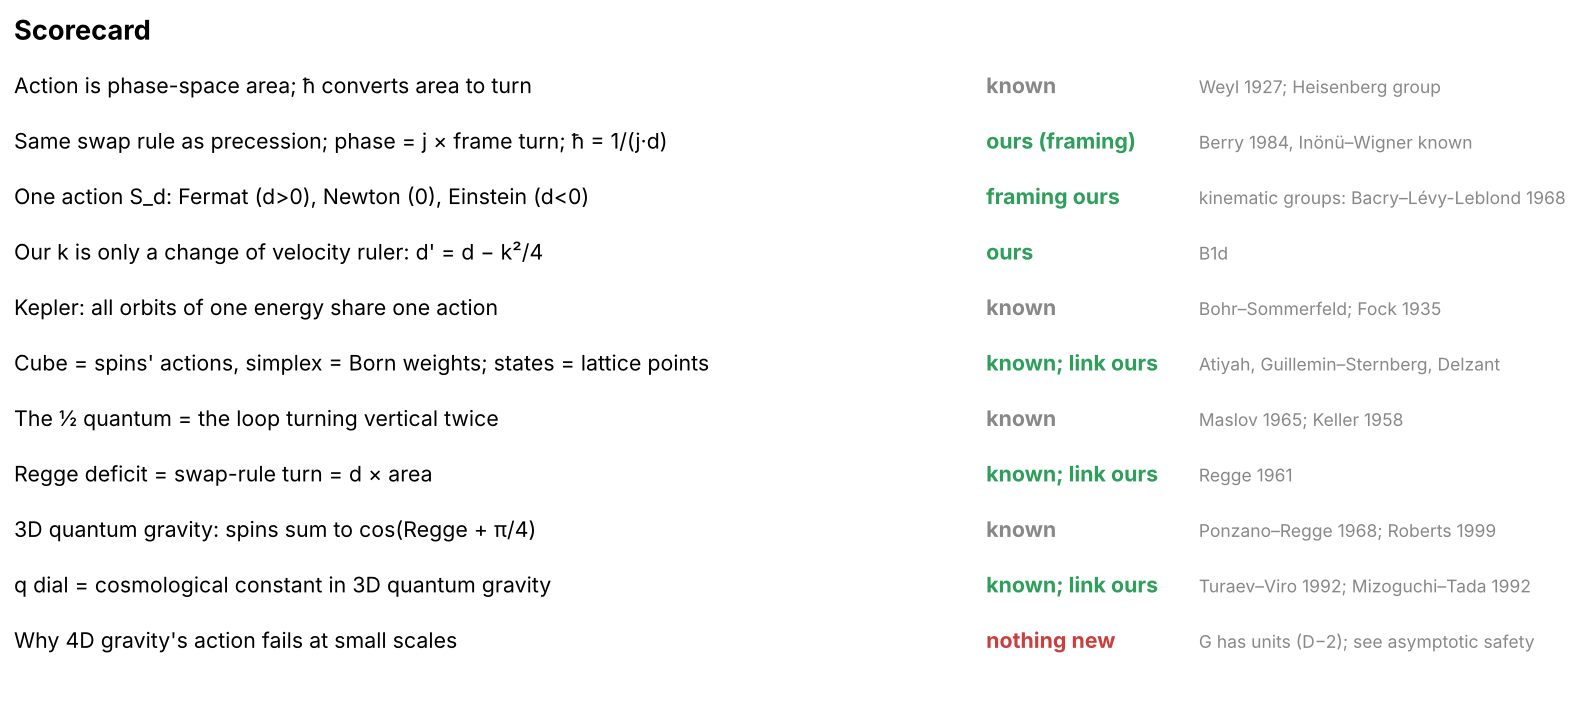 Scorecard
Action is phase-space area; ħ converts area to turn known Weyl 1927; Heisenberg group
Same swap rule as precession; phase = j × frame turn; ħ = 1/(j·d) ours (framing) Berry 1984, Inönü–Wigner known
One action S_d: Fermat (d>0), Newton (0), Einstein (d<0) framing ours kinematic groups: Bacry–Lévy-Leblond 1968
Our k is only a change of velocity ruler: d' = d − k²/4 ours B1d
Kepler: all orbits of one energy share one action known Bohr–Sommerfeld; Fock 1935
Cube = spins' actions, simplex = Born weights; states = lattice points known; link ours Atiyah, Guillemin–Sternberg, Delzant
The ½ quantum = the loop turning vertical twice known Maslov 1965; Keller 1958
Regge deficit = swap-rule turn = d × area known; link ours Regge 1961
3D quantum gravity: spins sum to cos(Regge + π/4) known Ponzano–Regge 1968; Roberts 1999
q dial = cosmological constant in 3D quantum gravity known; link ours Turaev–Viro 1992; Mizoguchi–Tada 1992
Why 4D gravity's action fails at small scales nothing new G has units (D−2); see asymptotic safety